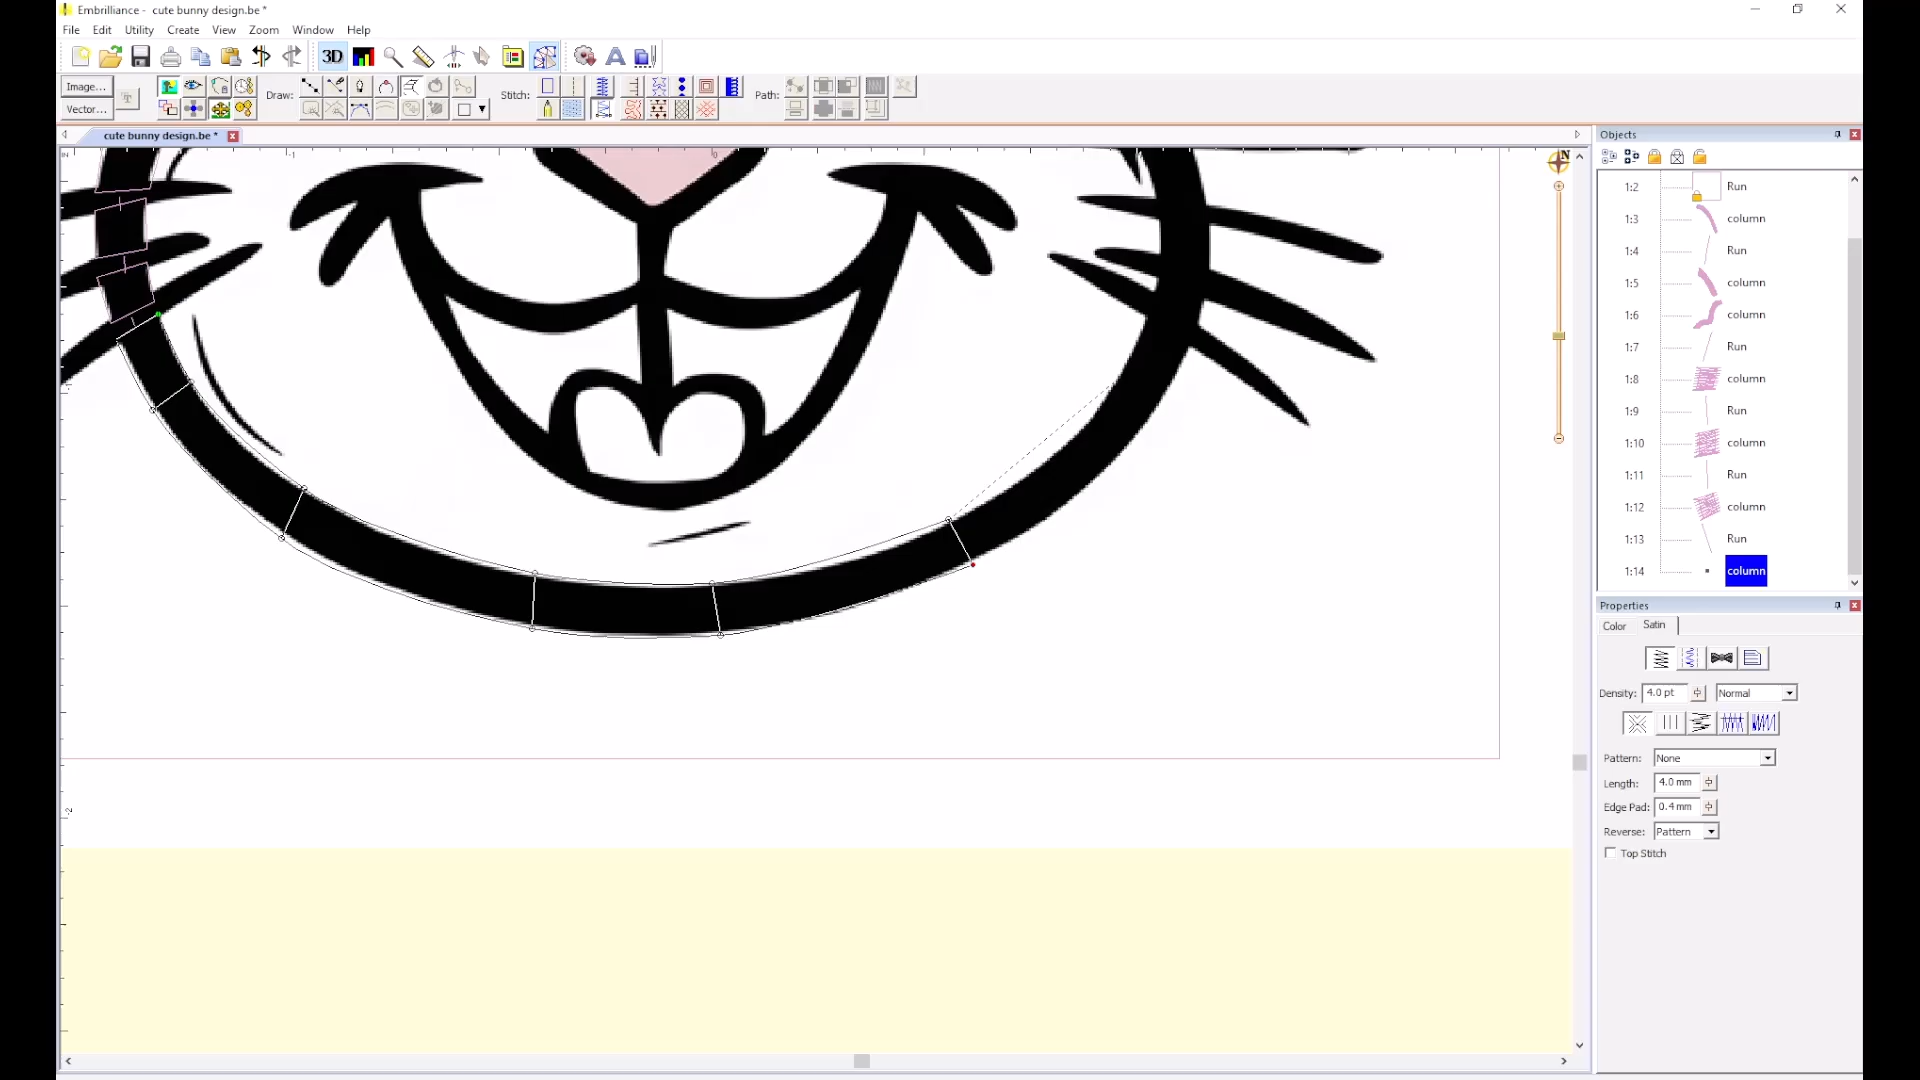 Embrilliance - cute bunny design.be *
File Edit Utility Create View Zoom Window Help
3D A
Image...
Vector...
T
Draw:
Stitch:
Path:
cute bunny design.be *
Objects
IN
-1
0
N
1:2 Run
1:3 column
1:4 Run
1:5 column
1:6 column
1:7 Run
1:8 column
1:9 Run
1:10 column
1:11 Run
1:12 column
1:13 Run
1:14 column
-2
Properties
Color Satin
Density: 4.0 pt Normal
Pattern: None
Length: 4.0 mm
Edge Pad: 0.4 mm
Reverse: Pattern
Top Stitch